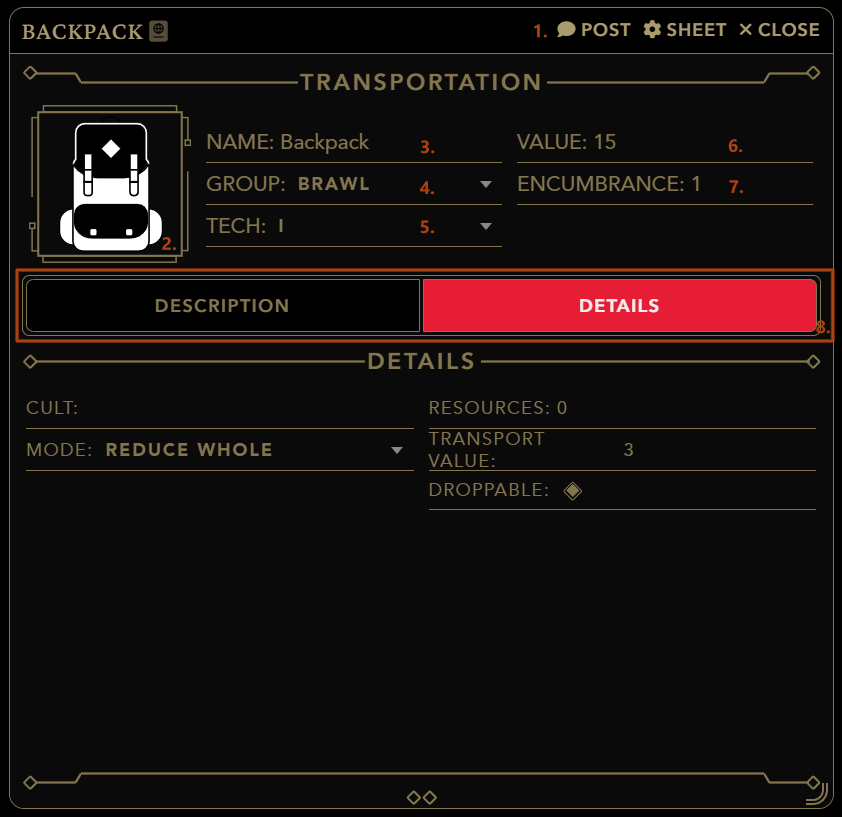 BACKPACK 1. POST SHEET × CLOSE
TRANSPORTATION
2.
NAME: Backpack 3.
VALUE: 15 6.
GROUP: BRAWL 4.
ENCUMBRANCE: 1 7.
TECH: I 5.
DESCRIPTION DETAILS 8.
DETAILS
CULT:
RESOURCES: 0
MODE: REDUCE WHOLE
TRANSPORT
VALUE: 3
DROPPABLE: